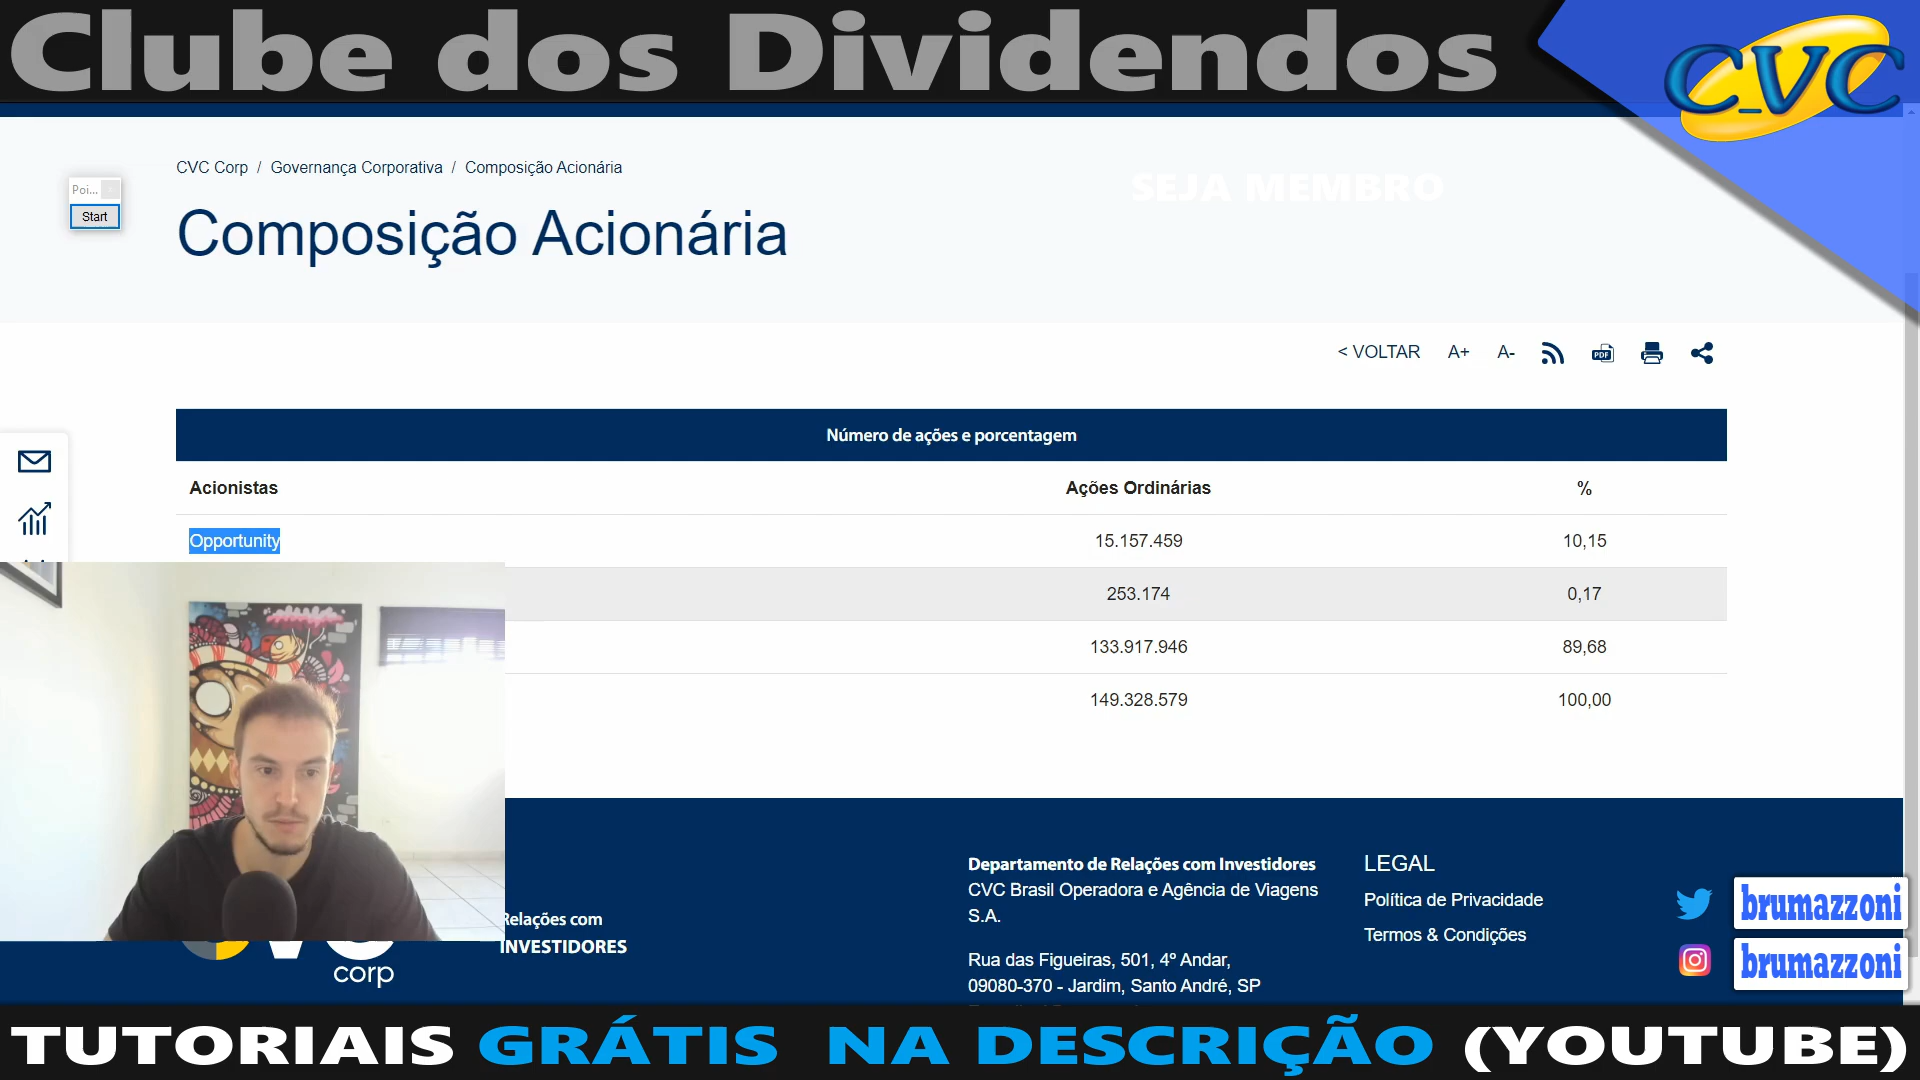 Clube dos Dividendos
CVC
CVC Corp / Governança Corporativa / Composição Acionária
SEJA MEMBRO
Poi...
Start
Composição Acionária
< VOLTAR A+ A-
PDF
Número de ações e porcentagem
Acionistas Ações Ordinárias %
Opportunity 15.157.459 10,15
253.174 0,17
133.917.946 89,68
149.328.579 100,00
Departamento de Relações com Investidores
CVC Brasil Operadora e Agência de Viagens
S.A.
Rua das Figueiras, 501, 4º Andar,
09080-370 - Jardim, Santo André, SP
LEGAL
Política de Privacidade
Termos & Condições
Relações com
INVESTIDORES
corp
brumazzoni
brumazzoni
TUTORIAIS GRÁTIS NA DESCRIÇÃO (YOUTUBE)